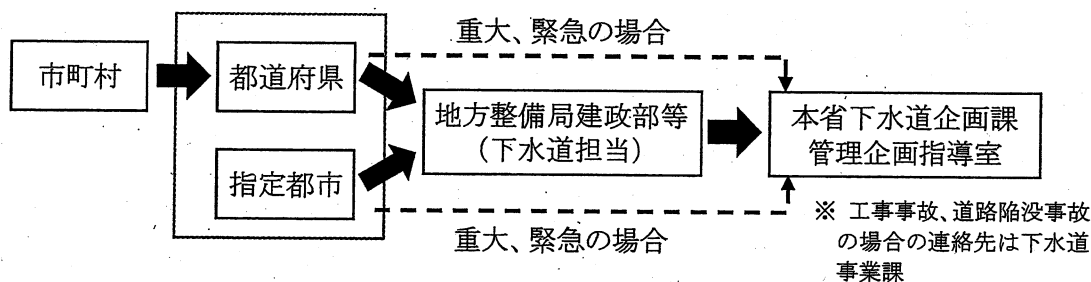 重大、緊急の場合
市町村
都道府県
指定都市
地方整備局建政部等
（下水道担当）
本省下水道企画課
管理企画指導室
重大、緊急の場合
※ 工事事故、道路陥没事故
の場合の連絡先は下水道
事業課